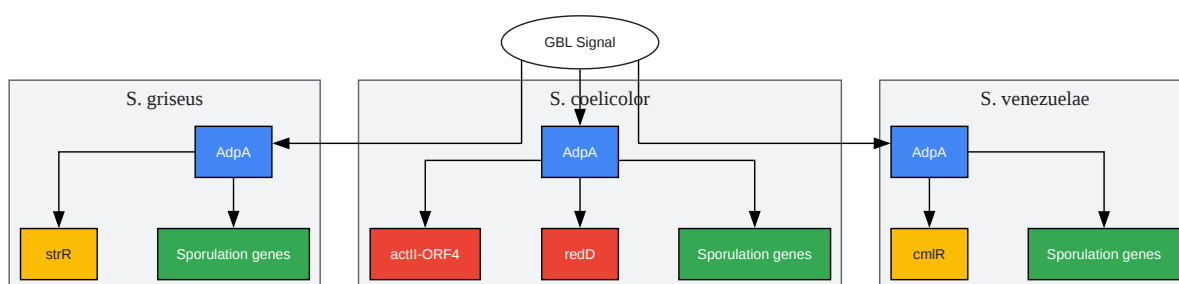 GBL Signal
S. griseus
S. coelicolor
S. venezuelae
AdpA
AdpA
AdpA
strR
Sporulation genes
actII-ORF4
redD
Sporulation genes
cmlR
Sporulation genes